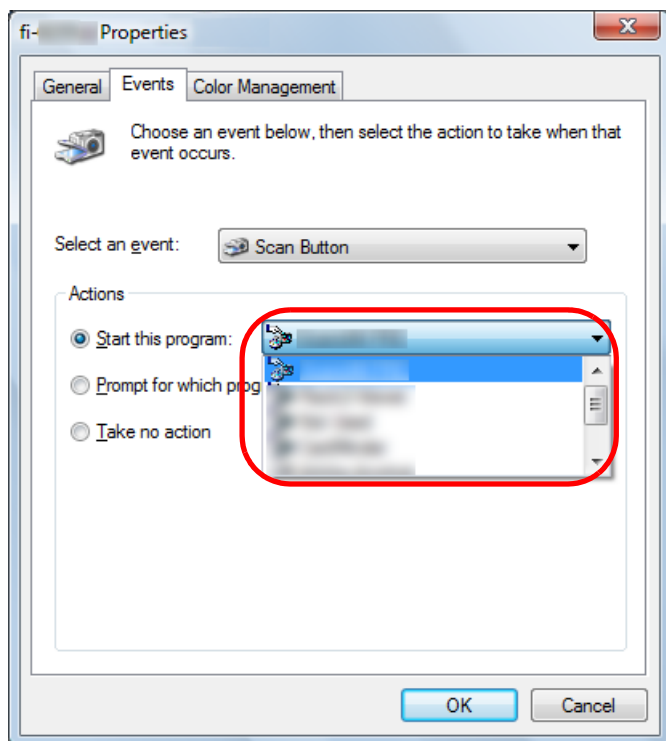 fi- Properties
General Events Color Management
Choose an event below, then select the action to take when that
event occurs.
Select an event: Scan Button
Actions
Start this program:
Prompt for which prog
Take no action
OK Cancel